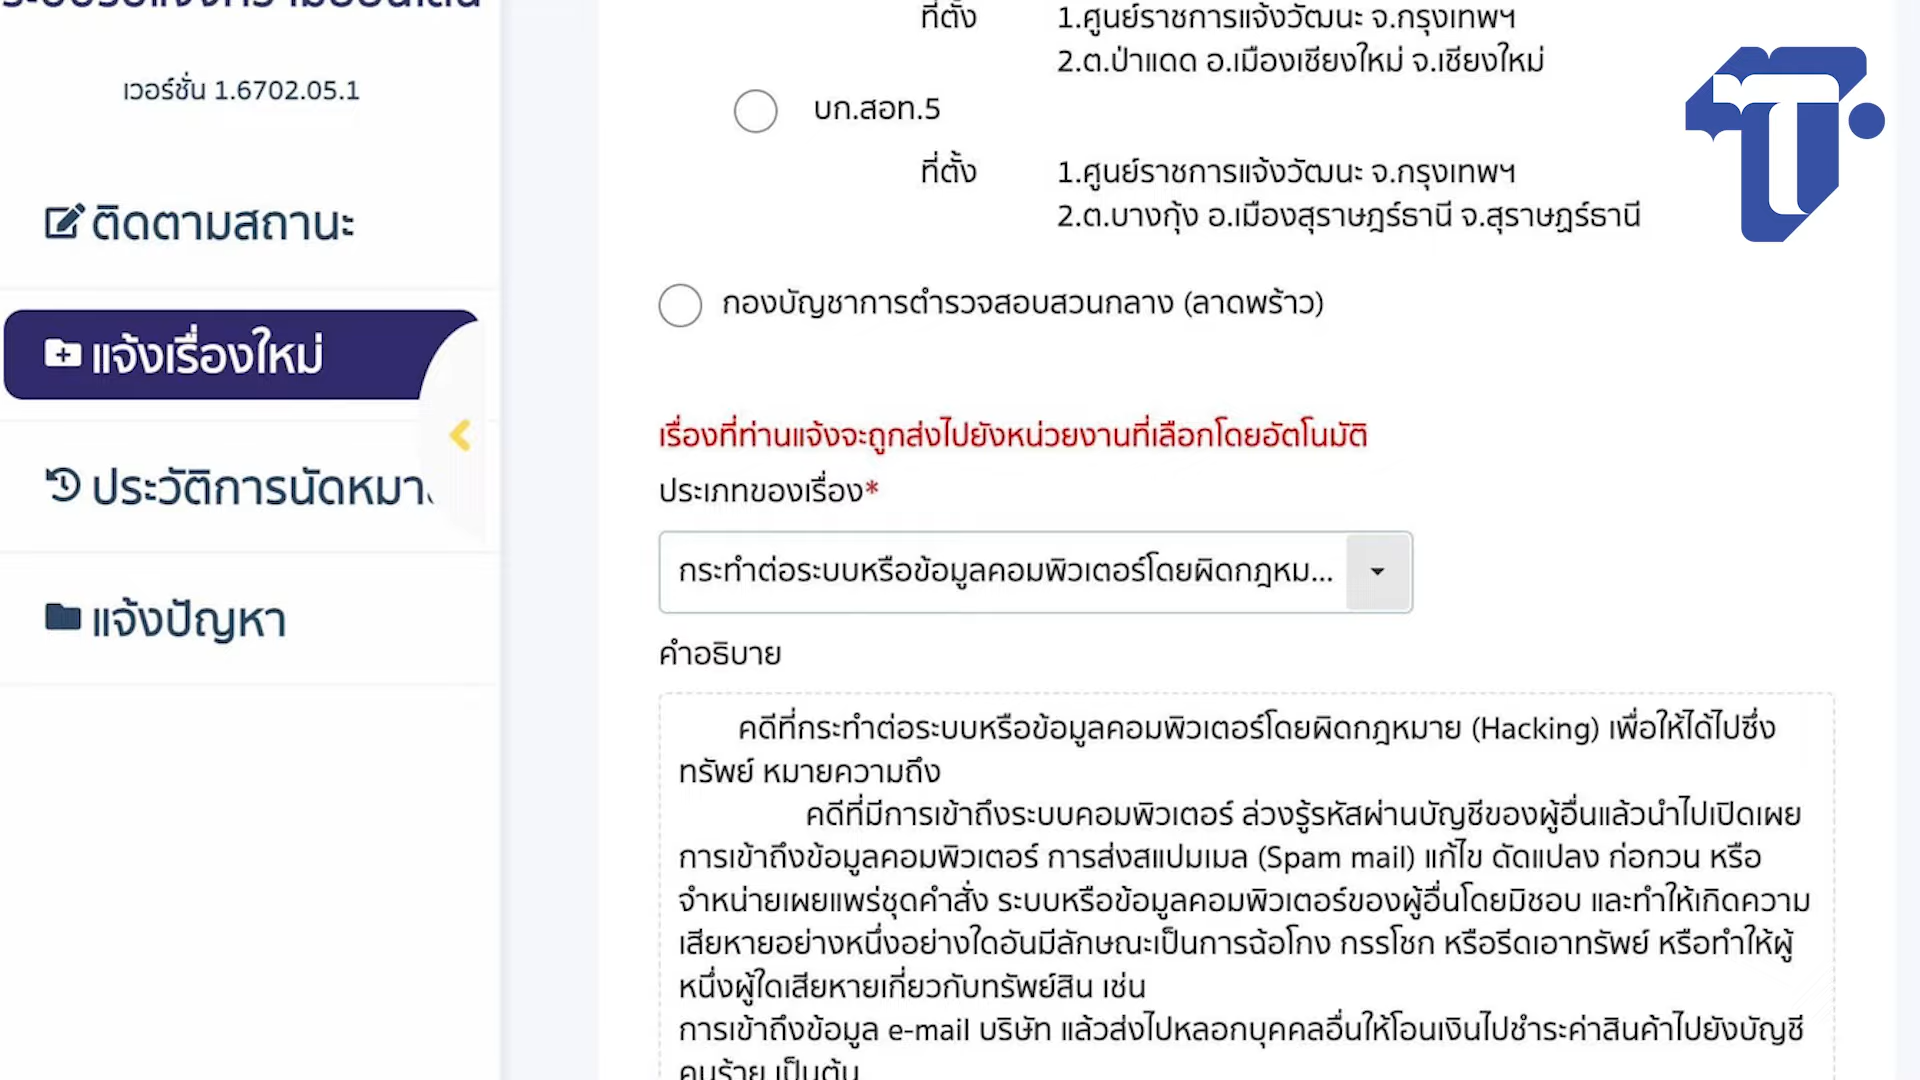 เวอร์ชั่น 1.6702.05.1
ติดตามสถานะ
แจ้งเรื่องใหม่
ประวัติการนัดหมา
แจ้งปัญหา
ที่ตั้ง 1.ศูนย์ราชการแจ้งวัฒนะ จ.กรุงเทพฯ
2.ต.ป่าแดด อ.เมืองเชียงใหม่ จ.เชียงใหม่
บก.สอท.5
ที่ตั้ง 1.ศูนย์ราชการแจ้งวัฒนะ จ.กรุงเทพฯ
2.ต.บางกุ้ง อ.เมืองสุราษฎร์ธานี จ.สุราษฏร์ธานี
กองบัญชาการตำรวจสอบสวนกลาง (ลาดพร้าว)
เรื่องที่ท่านแจ้งจะถูกส่งไปยังหน่วยงานที่เลือกโดยอัตโนมัติ
ประเภทของเรื่อง*
กระทำต่อระบบหรือข้อมูลคอมพิวเตอร์โดยผิดกฎหม...
คำอธิบาย
คดีที่กระทำต่อระบบหรือข้อมูลคอมพิวเตอร์โดยผิดกฎหมาย (Hacking) เพื่อให้ได้ไปซึ่ง
ทรัพย์ หมายความถึง
คดีที่มีการเข้าถึงระบบคอมพิวเตอร์ ล่วงรู้รหัสผ่านบัญชีของผู้อื่นแล้วนำไปเปิดเผย
การเข้าถึงข้อมูลคอมพิวเตอร์ การส่งสแปมเมล (Spam mail) แก้ไข ดัดแปลง ก่อกวน หรือ
จำหน่ายเผยแพร่ชุดคำสั่ง ระบบหรือข้อมูลคอมพิวเตอร์ของผู้อื่นโดยมิชอบ และทำให้เกิดความ
เสียหายอย่างหนึ่งอย่างใดอันมีลักษณะเป็นการฉ้อโกง กรรโชก หรือรีดเอาทรัพย์ หรือทำให้ผู้
หนึ่งผู้ใดเสียหายเกี่ยวกับทรัพย์สิน เช่น
การเข้าถึงข้อมูล e-mail บริษัท แล้วส่งไปหลอกบุคคลอื่นให้โอนเงินไปชำระค่าสินค้าไปยังบัญชี
คนร้าย เป็นต้น